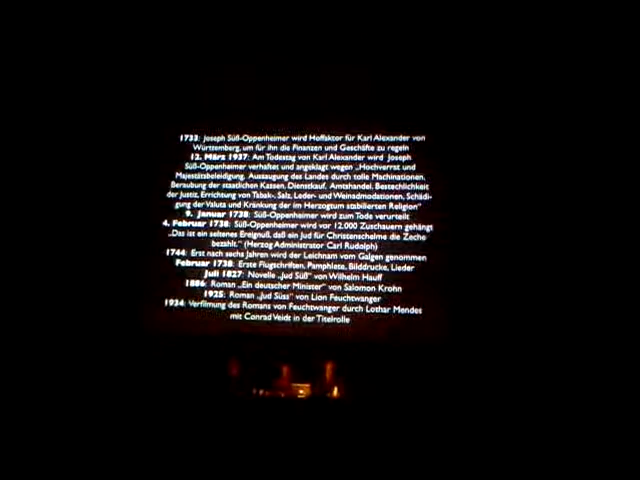 1733: Joseph Süß-Oppenheimer wird Hoffaktor für Karl Alexander von
Württemberg, um für ihn die Finanzen und Geschäfte zu regeln
12. März 1937: Am Todestag von Karl Alexander wird Joseph
Süß-Oppenheimer verhaftet und angeklagt wegen „Hochverrat und
Majestätsbeleidigung, Aussaugung des Landes durch tolle Machinationen,
Beraubung der staatlichen Kassen, Dienstkauf, Amtshandel, Bestechlichkeit
der Justiz, Errichtung von Tabak-, Salz, Leder- und Weinadmodationen, Schädi-
gung der Valuta und Kränkung der im Herzogtum stabilierten Religion"
9. Januar 1738: Süß-Oppenheimer wird zum Tode verurteilt
4. Februar 1738: Süß-Oppenheimer wird vor 12.000 Zuschauern gehängt
„Das ist ein seltenes Ereignuß, daß ein Jud für Christenschelme die Zeche
bezahlt." (Herzog Administrator Carl Rudolph)
1744: Erst nach sechs Jahren wird der Leichnam vom Galgen genommen
Februar 1738: Erste Flugschriften, Pamphlete, Bilddrucke, Lieder
Juli 1827: Novelle „Jud Süß" von Wilhelm Hauff
1886: Roman „Ein deutscher Minister" von Salomon Krohn
1925: Roman „Jud Süss" von Lion Feuchtwanger
1934: Verfilmung des Romans von Feuchtwanger durch Lothar Mendes
mit Conrad Veidt in der Titelrolle